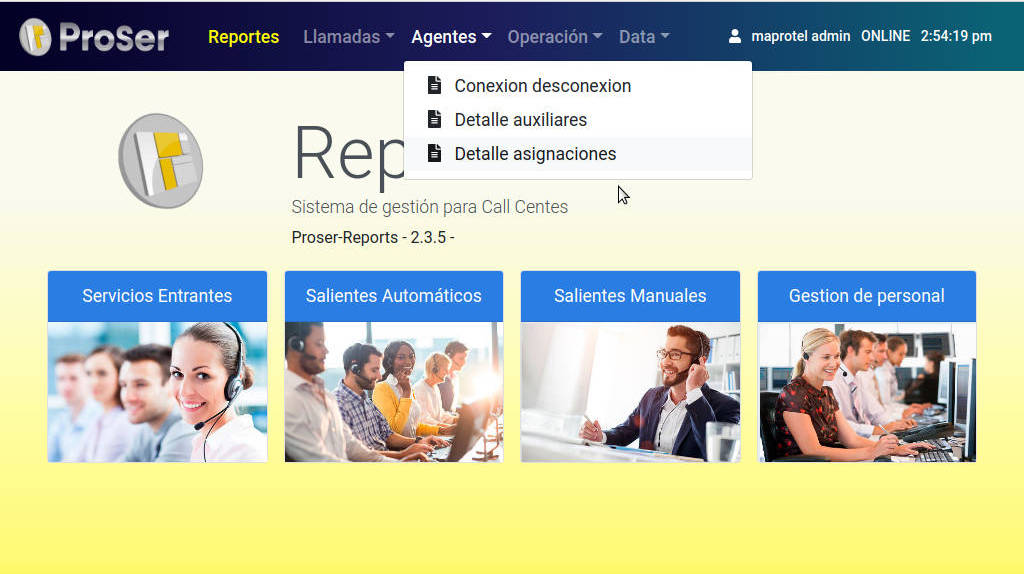 ProSer
Reportes Llamadas Agentes Operación Data maprotel admin ONLINE 2:54:19 pm
Conexion desconexion
Detalle auxiliares
Detalle asignaciones
Rep
Sistema de gestión para Call Centes
Proser-Reports - 2.3.5 -
Servicios Entrantes
Salientes Automáticos
Salientes Manuales
Gestion de personal